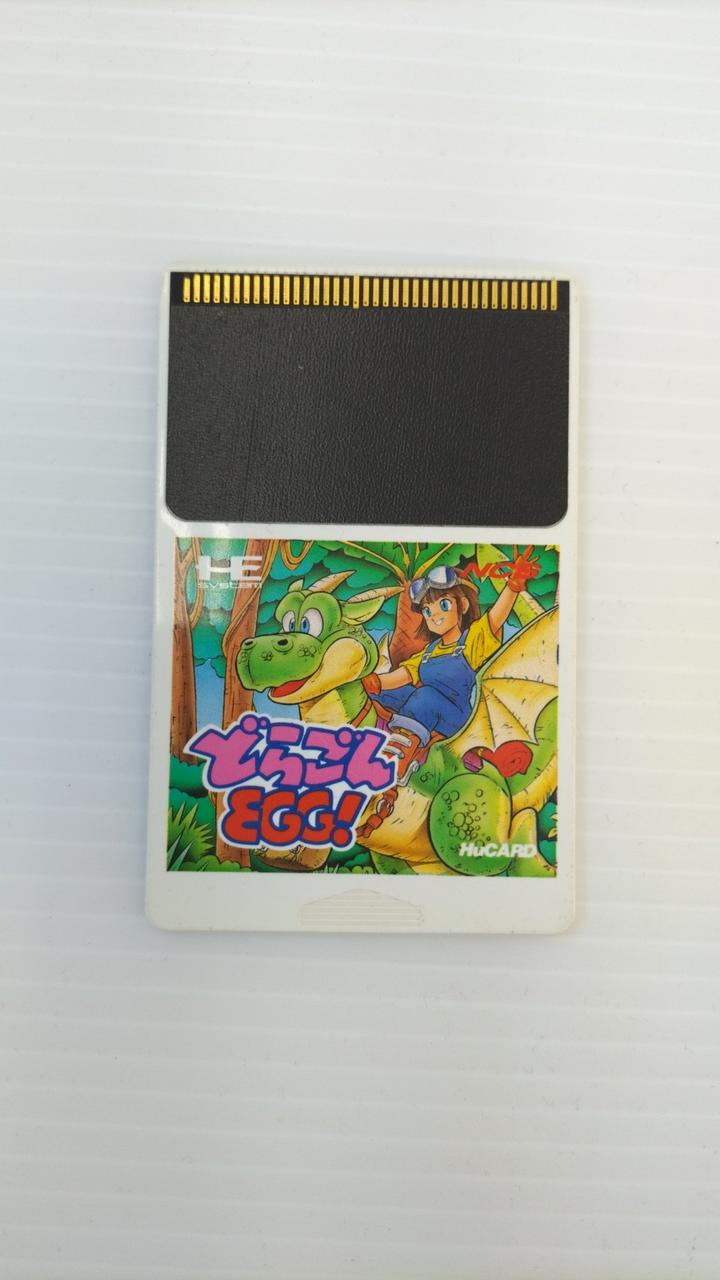 HE
SYSTEM
NCS
どらごん
EGG!
HuCARD